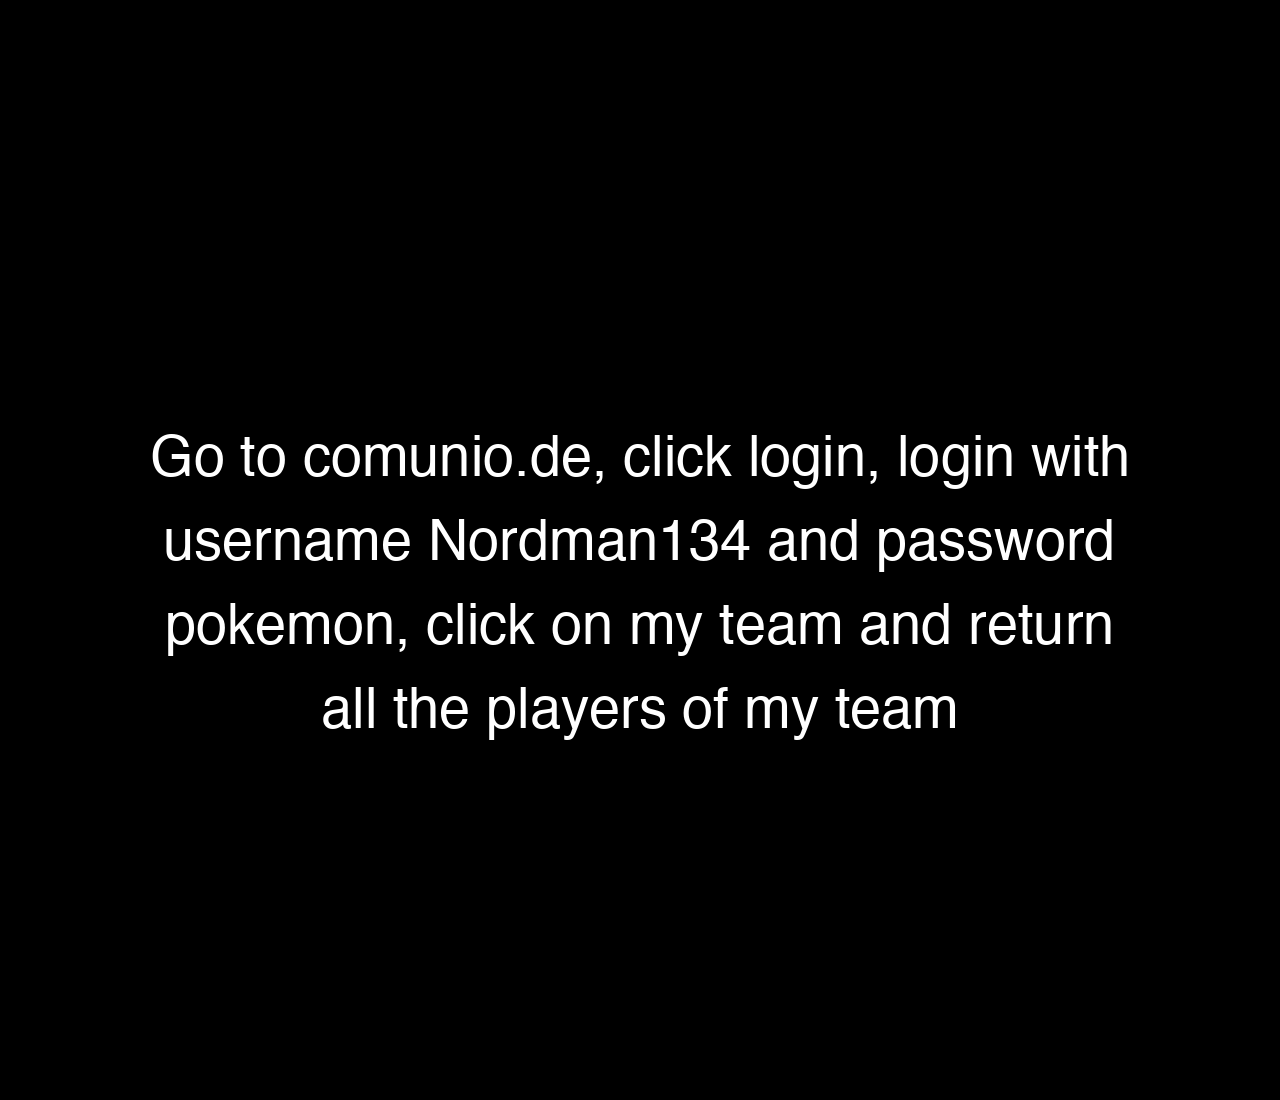 Go to comunio.de, click login, login with
username Nordman134 and password
pokemon, click on my team and return
all the players of my team